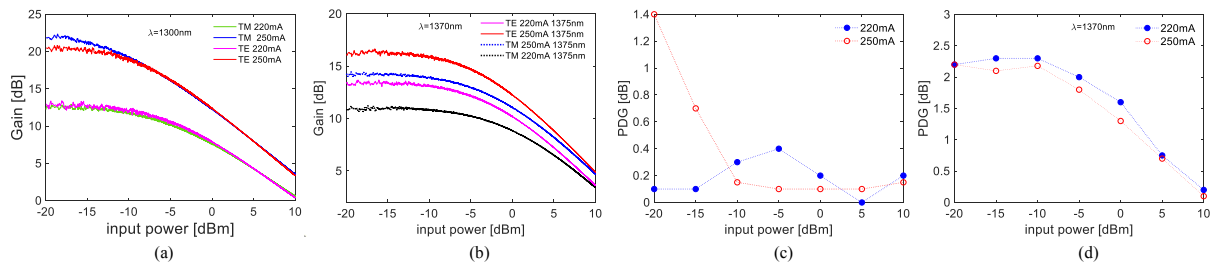 25
20
15
10
5
0
Gain [dB]
λ=1300nm
TM 220mA
TM 250mA
TE 220mA
TE 250mA
-20 -15 -10 -5 0 5 10
input power [dBm]
(a)
20
15
10
5
Gain [dB]
λ=1370nm
TE 220mA 1375nm
TE 250mA 1375nm
TM 250mA 1375nm
TM 220mA 1375nm
-20 -15 -10 -5 0 5 10
input power [dBm]
(b)
1.4
1.2
1
0.8
0.6
0.4
0.2
0
PDG [dB]
220mA
250mA
-20 -15 -10 -5 0 5 10
input power [dBm]
(c)
3
2.5
2
1.5
1
0.5
0
PDG [dB]
λ=1370nm
220mA
250mA
-20 -15 -10 -5 0 5 10
input power [dBm]
(d)